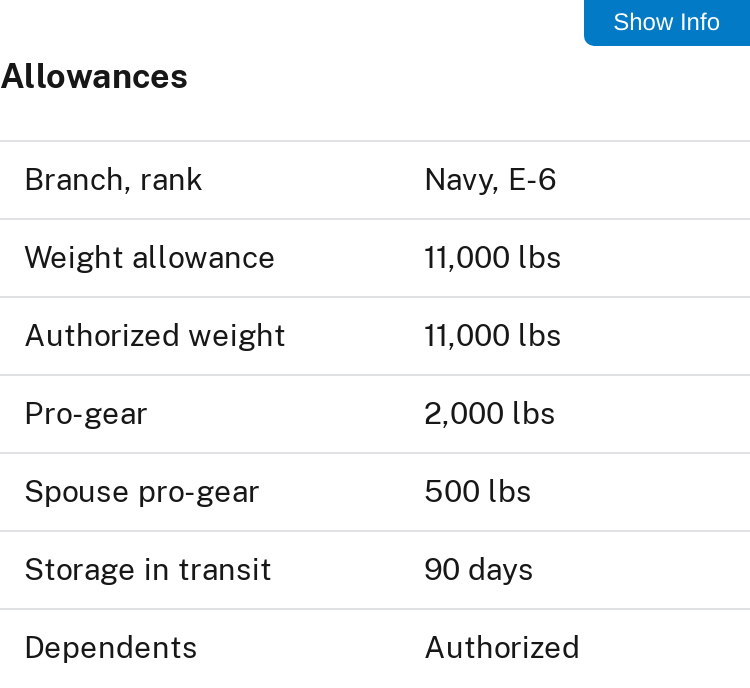 Show Info
Allowances
Branch, rank Navy, E-6
Weight allowance 11,000 lbs
Authorized weight 11,000 lbs
Pro-gear 2,000 lbs
Spouse pro-gear 500 lbs
Storage in transit 90 days
Dependents Authorized